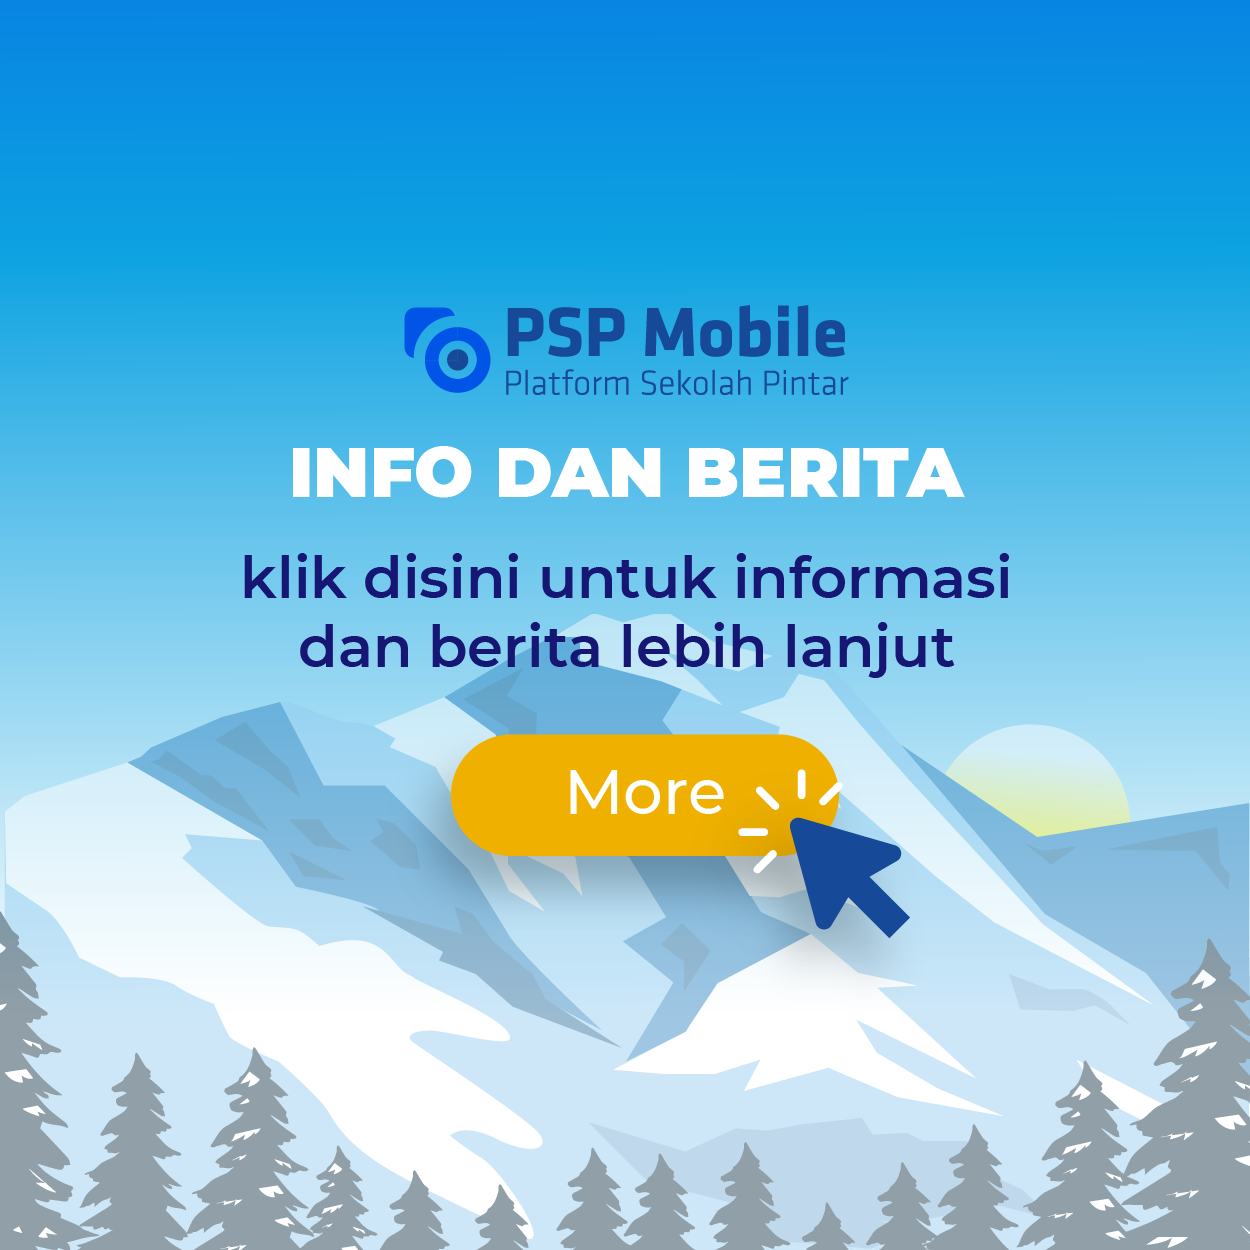 PSP Mobile
Platform Sekolah Pintar
INFO DAN BERITA
klik disini untuk informasi
dan berita lebih lanjut
More